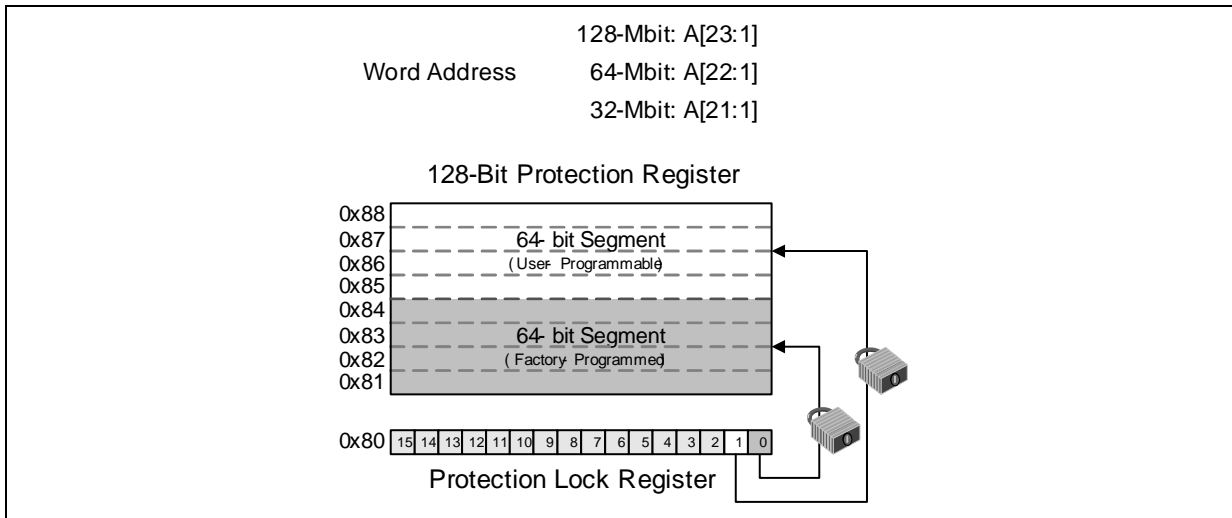 128-Mbit: A[23:1]
Word Address 64-Mbit: A[22:1]
32-Mbit: A[21:1]
128-Bit Protection Register
0x88
0x87 64- bit Segment
0x86 (User- Programmable)
0x85
0x84
0x83 64- bit Segment
0x82 (Factory- Programmed)
0x81
0x80 15 14 13 12 11 10 9 8 7 6 5 4 3 2 1 0
Protection Lock Register